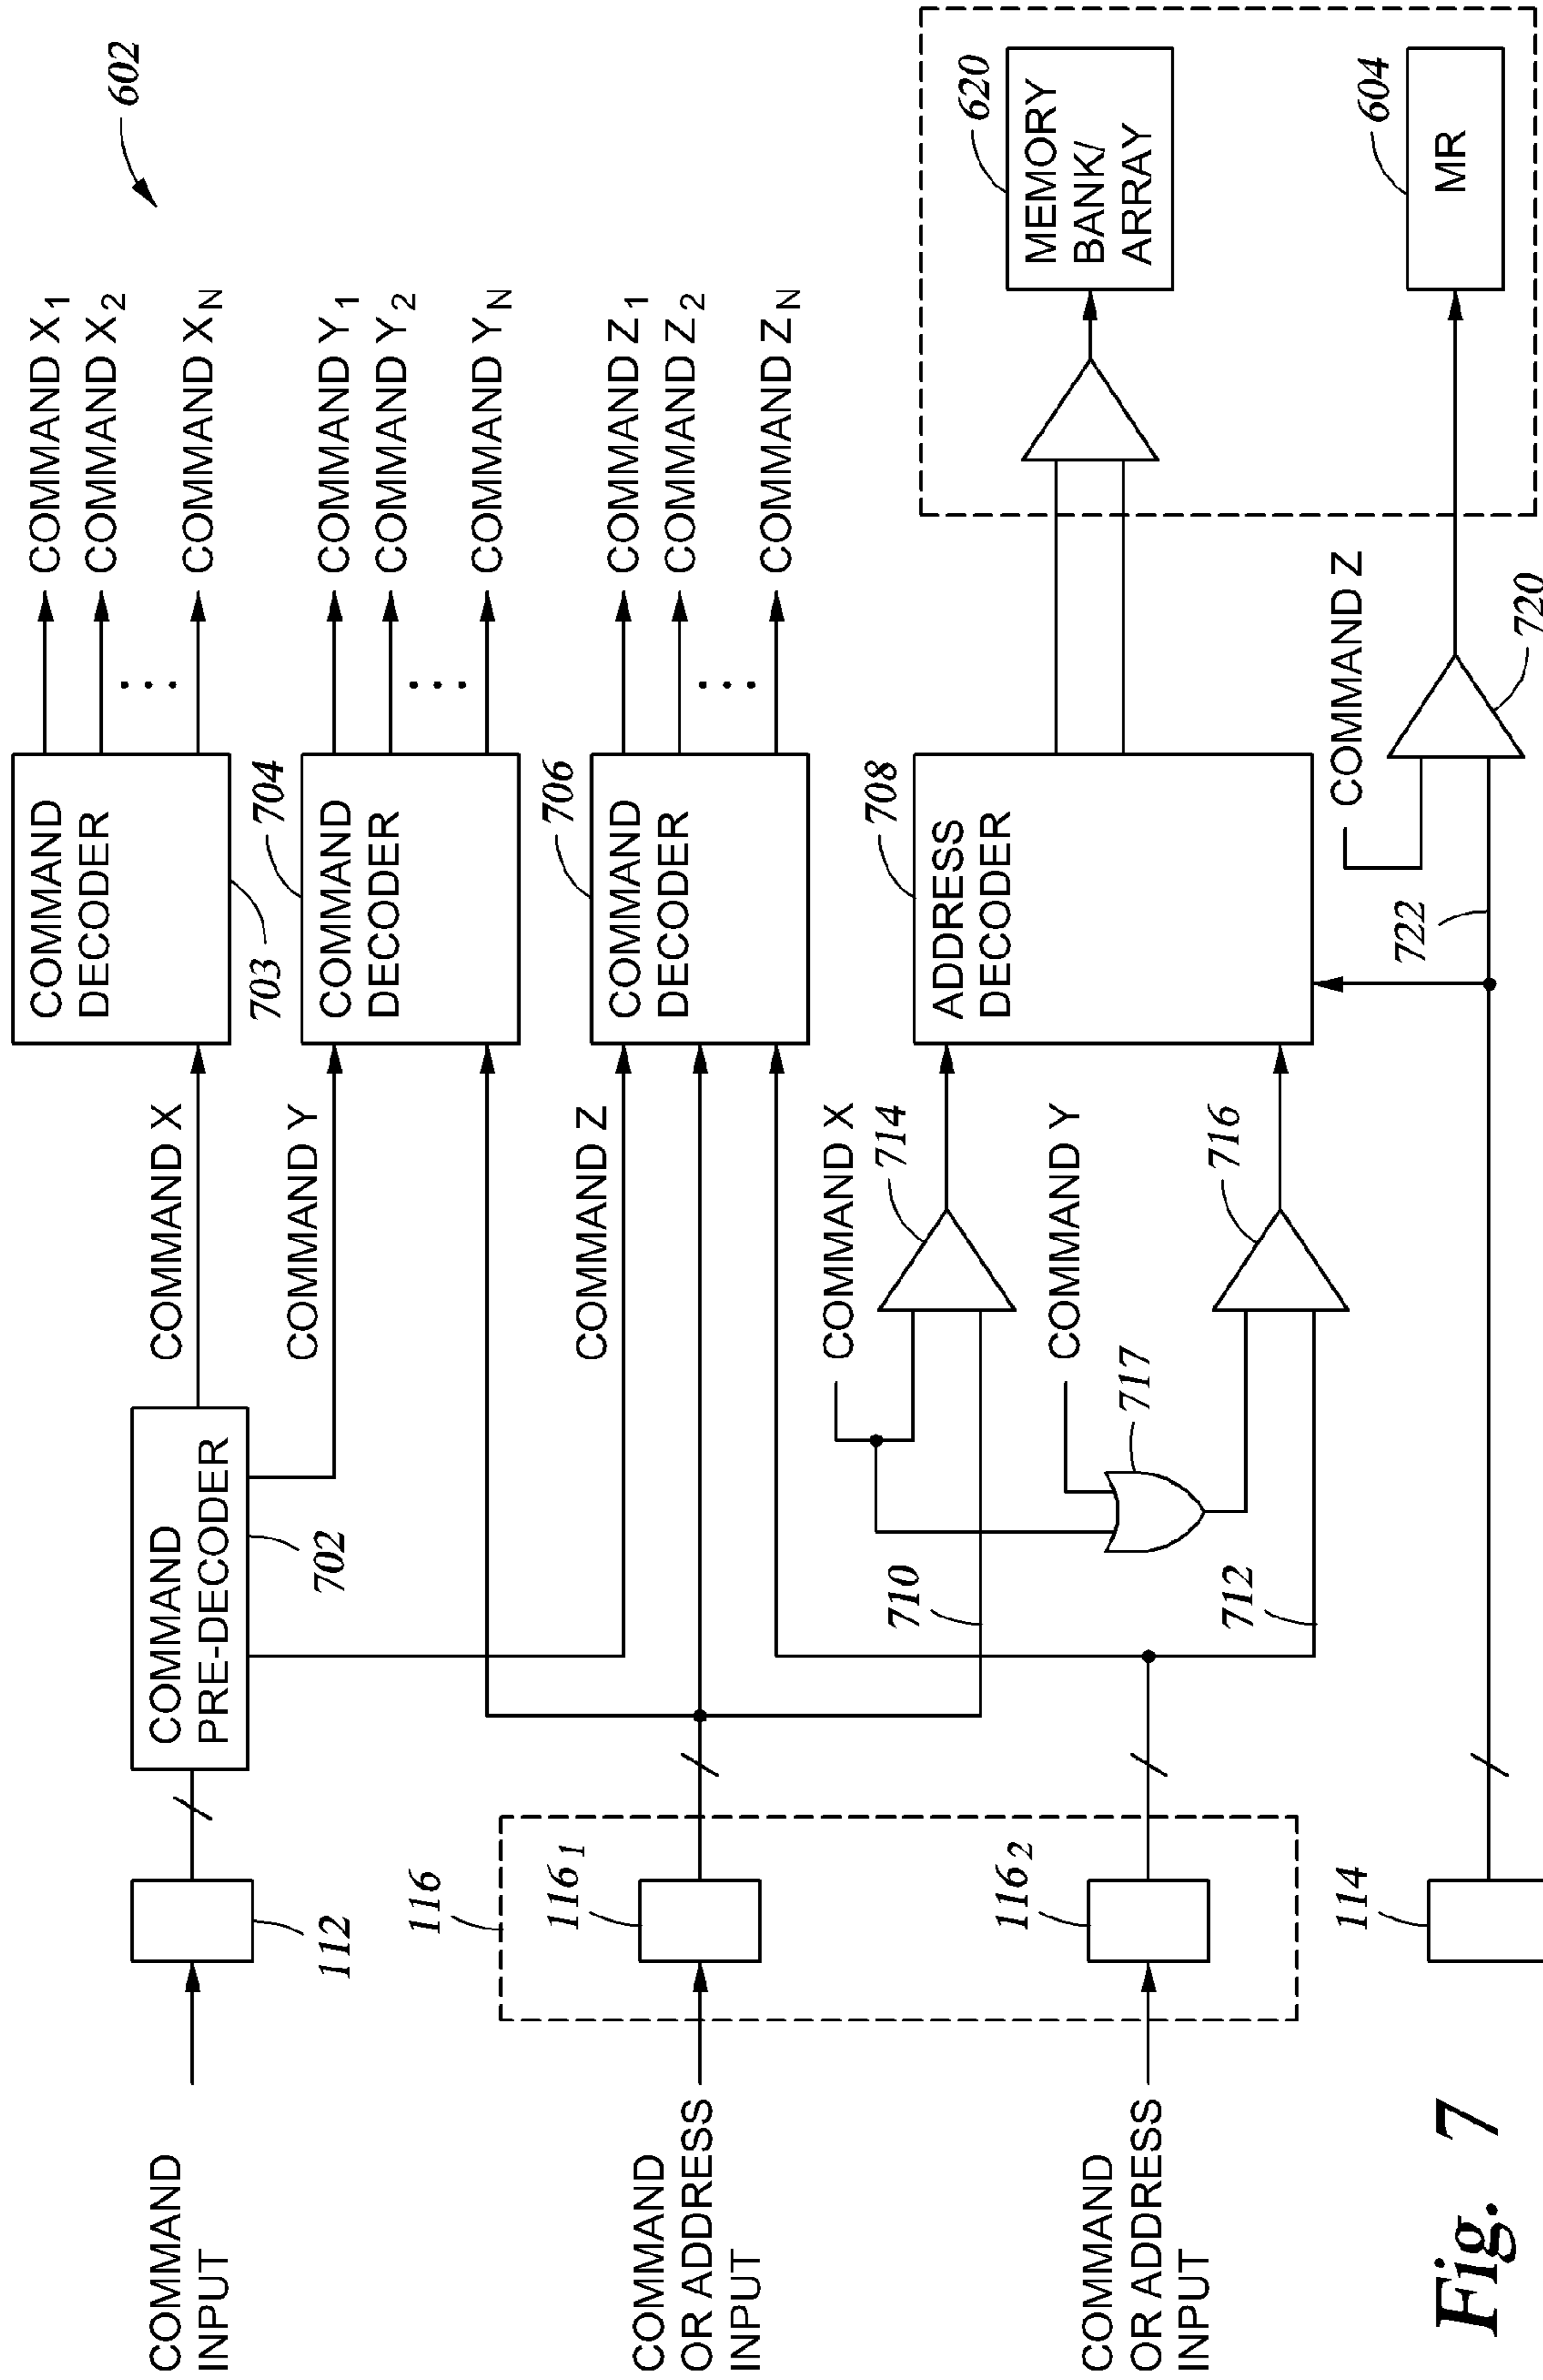 602
COMMAND
INPUT
112
COMMAND
PRE-DECODER
702
COMMAND X
COMMAND
DECODER
703
COMMAND X1
COMMAND X2
COMMAND XN
COMMAND Y
COMMAND
DECODER
704
COMMAND Y1
COMMAND Y2
COMMAND YN
116
COMMAND
OR ADDRESS
INPUT
1161
COMMAND Z
COMMAND
DECODER
706
COMMAND Z1
COMMAND Z2
COMMAND ZN
COMMAND X
714
710
COMMAND Y
717
716
712
COMMAND
OR ADDRESS
INPUT
1162
ADDRESS
DECODER
708
MEMORY
BANK/
ARRAY
620
114
722
COMMAND Z
720
MR
604
Fig. 7